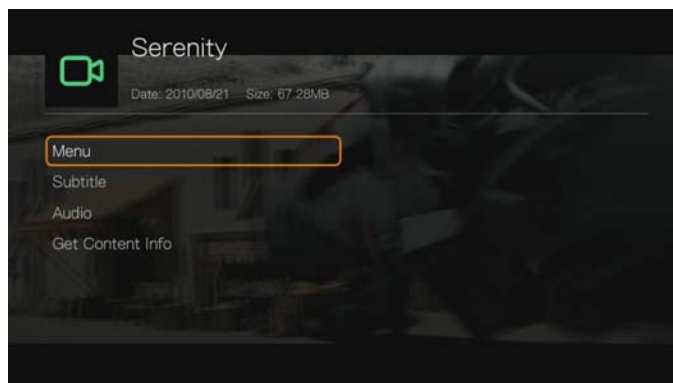 Serenity
Date: 2010/08/21 Size: 67.28MB
Menu
Subtitle
Audio
Get Content Info